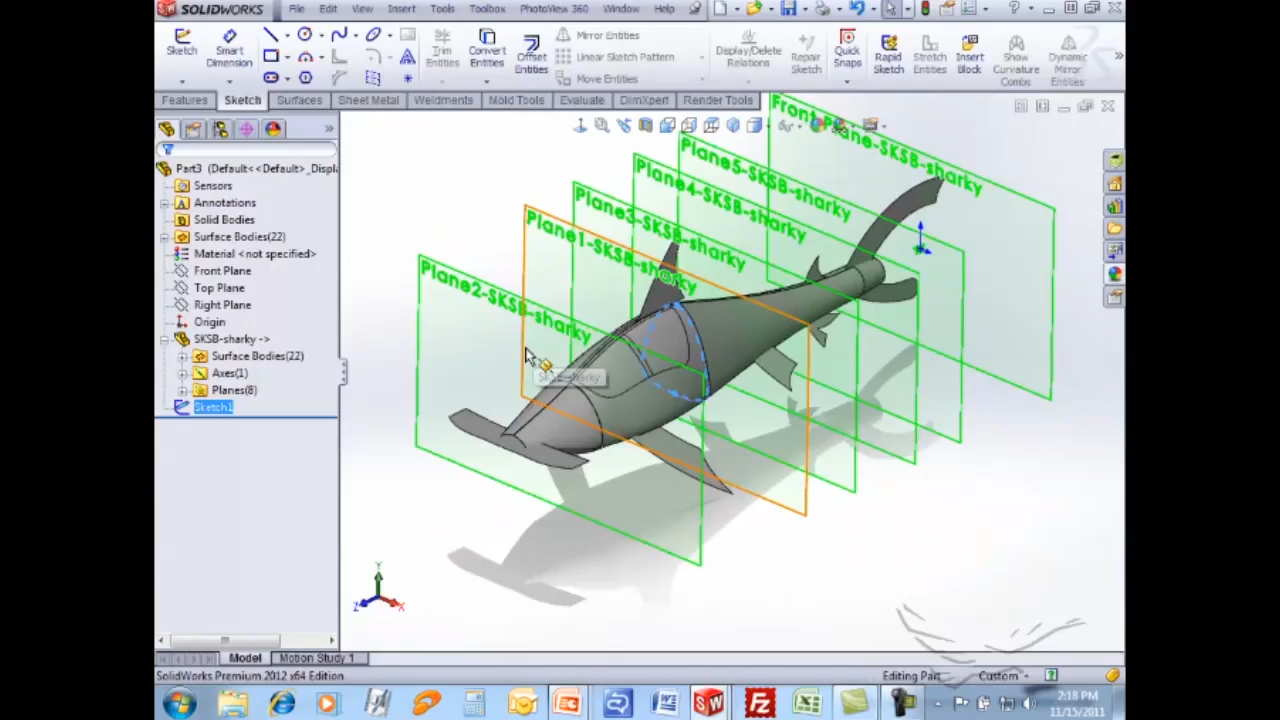 SOLIDWORKS File Edit View Insert Tools Toolbox PhotoView 360 Window Help
Sketch Smart Dimension Trim Entities Convert Entities Offset Entities Mirror Entities Linear Sketch Pattern Move Entities Display/Delete Relations Repair Sketch Quick Snaps Rapid Sketch Stretch Entities Insert Block Show Curvature Combs Dynamic Mirror Entities
Features Sketch Surfaces Sheet Metal Weldments Mold Tools Evaluate DimXpert Render Tools
Part3 (Default<<Default>_Displ
Sensors
Annotations
Solid Bodies
Surface Bodies(22)
Material <not specified>
Front Plane
Top Plane
Right Plane
Origin
SKSB-sharky ->
Surface Bodies(22)
Axes(1)
Planes(8)
Sketch1
Front Plane-SKSB-sharky
Plane5-SKSB-sharky
Plane4-SKSB-sharky
Plane3-SKSB-sharky
Plane1-SKSB-sharky
Plane2-SKSB-sharky
SKSB-sharky
Y
Z X
Model Motion Study 1
SolidWorks Premium 2012 x64 Edition Editing Part Custom
2:18 PM
11/15/2011